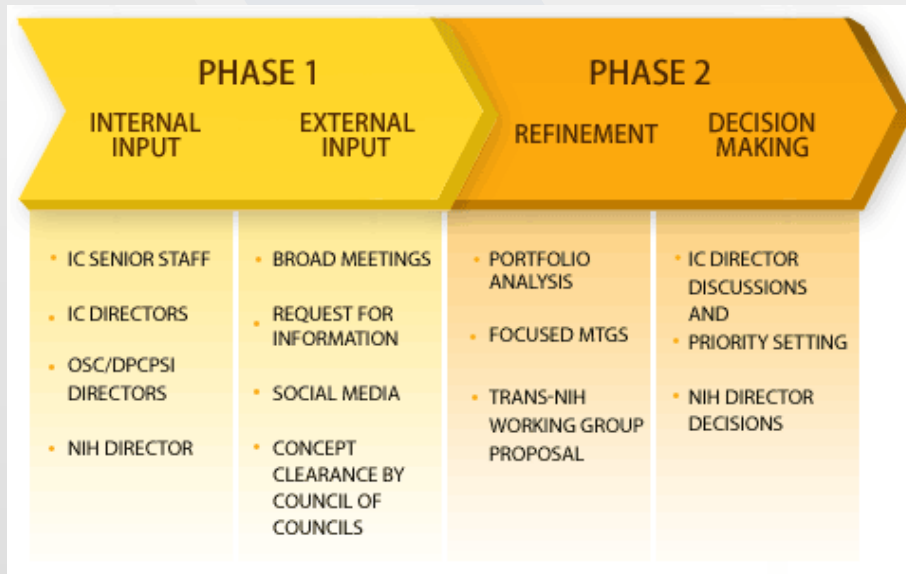 PHASE 1
INTERNAL
INPUT
EXTERNAL
INPUT
PHASE 2
REFINEMENT
DECISION
MAKING
• IC SENIOR STAFF
• IC DIRECTORS
• OSC/DPCPSI
DIRECTORS
• NIH DIRECTOR
• BROAD MEETINGS
• REQUEST FOR
INFORMATION
• SOCIAL MEDIA
• CONCEPT
CLEARANCE BY
COUNCIL OF
COUNCILS
• PORTFOLIO
ANALYSIS
• FOCUSED MTGS
• TRANS-NIH
WORKING GROUP
PROPOSAL
• IC DIRECTOR
DISCUSSIONS
AND
• PRIORITY SETTING
• NIH DIRECTOR
DECISIONS